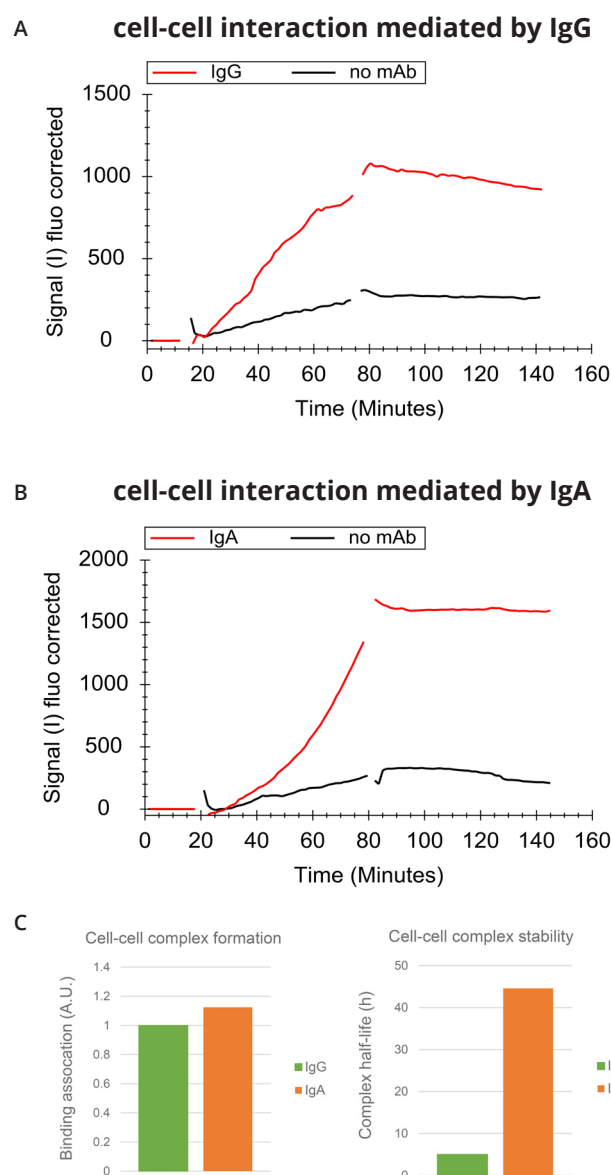 A
cell-cell interaction mediated by IgG
IgG no mAb
1500
1000
500
0
Signal (I) fluo corrected
0 20 40 60 80 100 120 140 160
Time (Minutes)
B
cell-cell interaction mediated by IgA
IgA no mAb
2000
1500
1000
500
0
Signal (I) fluo corrected
0 20 40 60 80 100 120 140 160
Time (Minutes)
C
Cell-cell complex formation
1.4
1.2
1
0.8
0.6
0.4
0.2
0
Binding assocation (A.U.)
IgG
IgA
Cell-cell complex stability
50
40
30
20
10
Complex half-life (h)